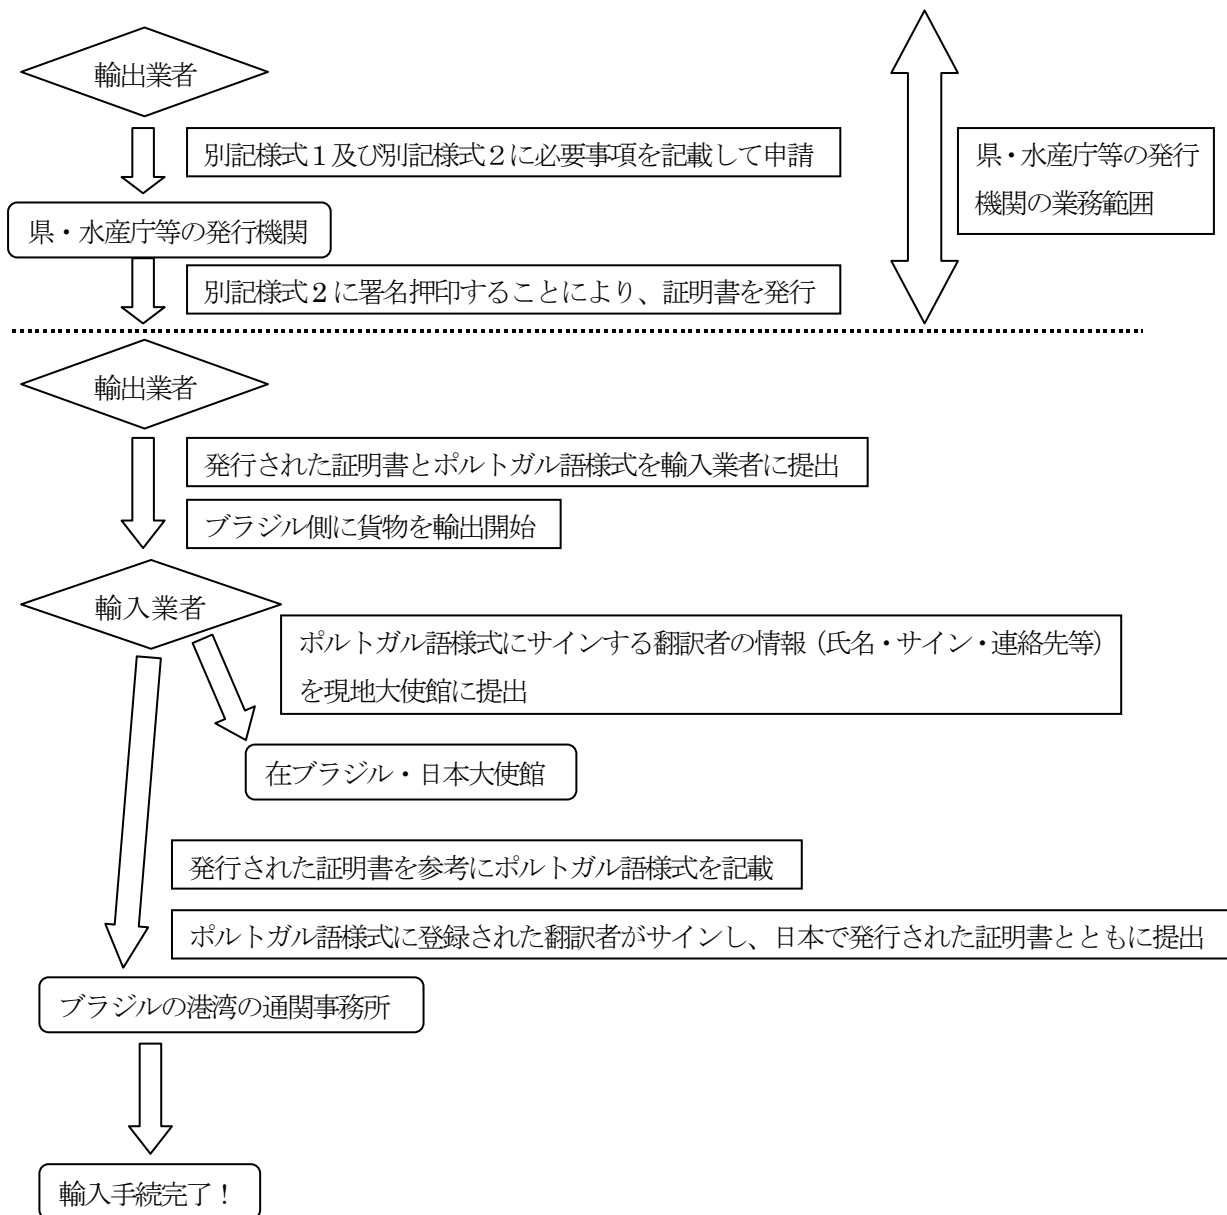 輸出業者
別記様式1及び別記様式2に必要事項を記載して申請
県・水産庁等の発行
機関の業務範囲
県・水産庁等の発行機関
別記様式2に署名押印することにより、証明書を発行
輸出業者
発行された証明書とポルトガル語様式を輸入業者に提出
ブラジル側に貨物を輸出開始
輸入業者
ポルトガル語様式にサインする翻訳者の情報(氏名・サイン・連絡先等)
を現地大使館に提出
在ブラジル・日本大使館
発行された証明書を参考にポルトガル語様式を記載
ポルトガル語様式に登録された翻訳者がサインし、日本で発行された証明書とともに提出
ブラジルの港湾の通関事務所
輸入手続完了!